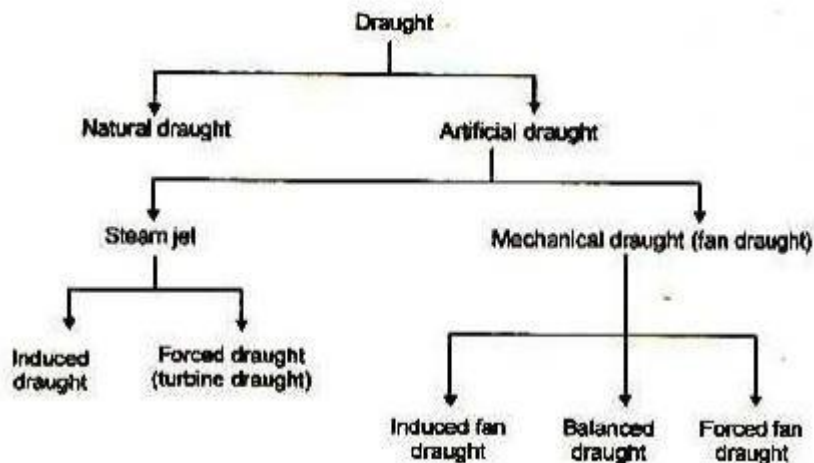 Draught
Natural draught
Artificial draught
Steam jet
Mechanical draught (fan draught)
Induced
draught
Forced draught
(turbine draught)
Induced fan
draught
Balanced
draught
Forced fan
draught